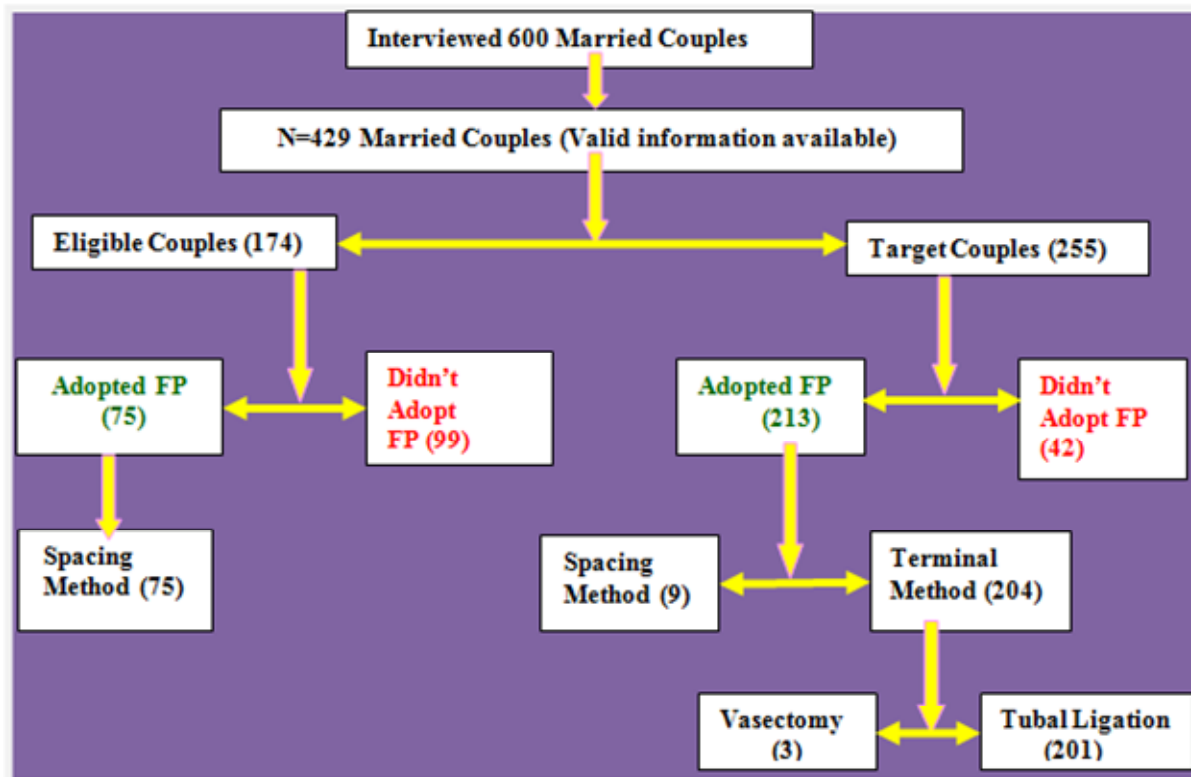 Interviewed 600 Married Couples
N=429 Married Couples (Valid information available)
Eligible Couples (174)
Target Couples (255)
Adopted FP
(75)
Didn't
Adopt
FP (99)
Adopted FP
(213)
Didn't
Adopt FP
(42)
Spacing
Method (75)
Spacing
Method (9)
Terminal
Method (204)
Vasectomy
(3)
Tubal Ligation
(201)